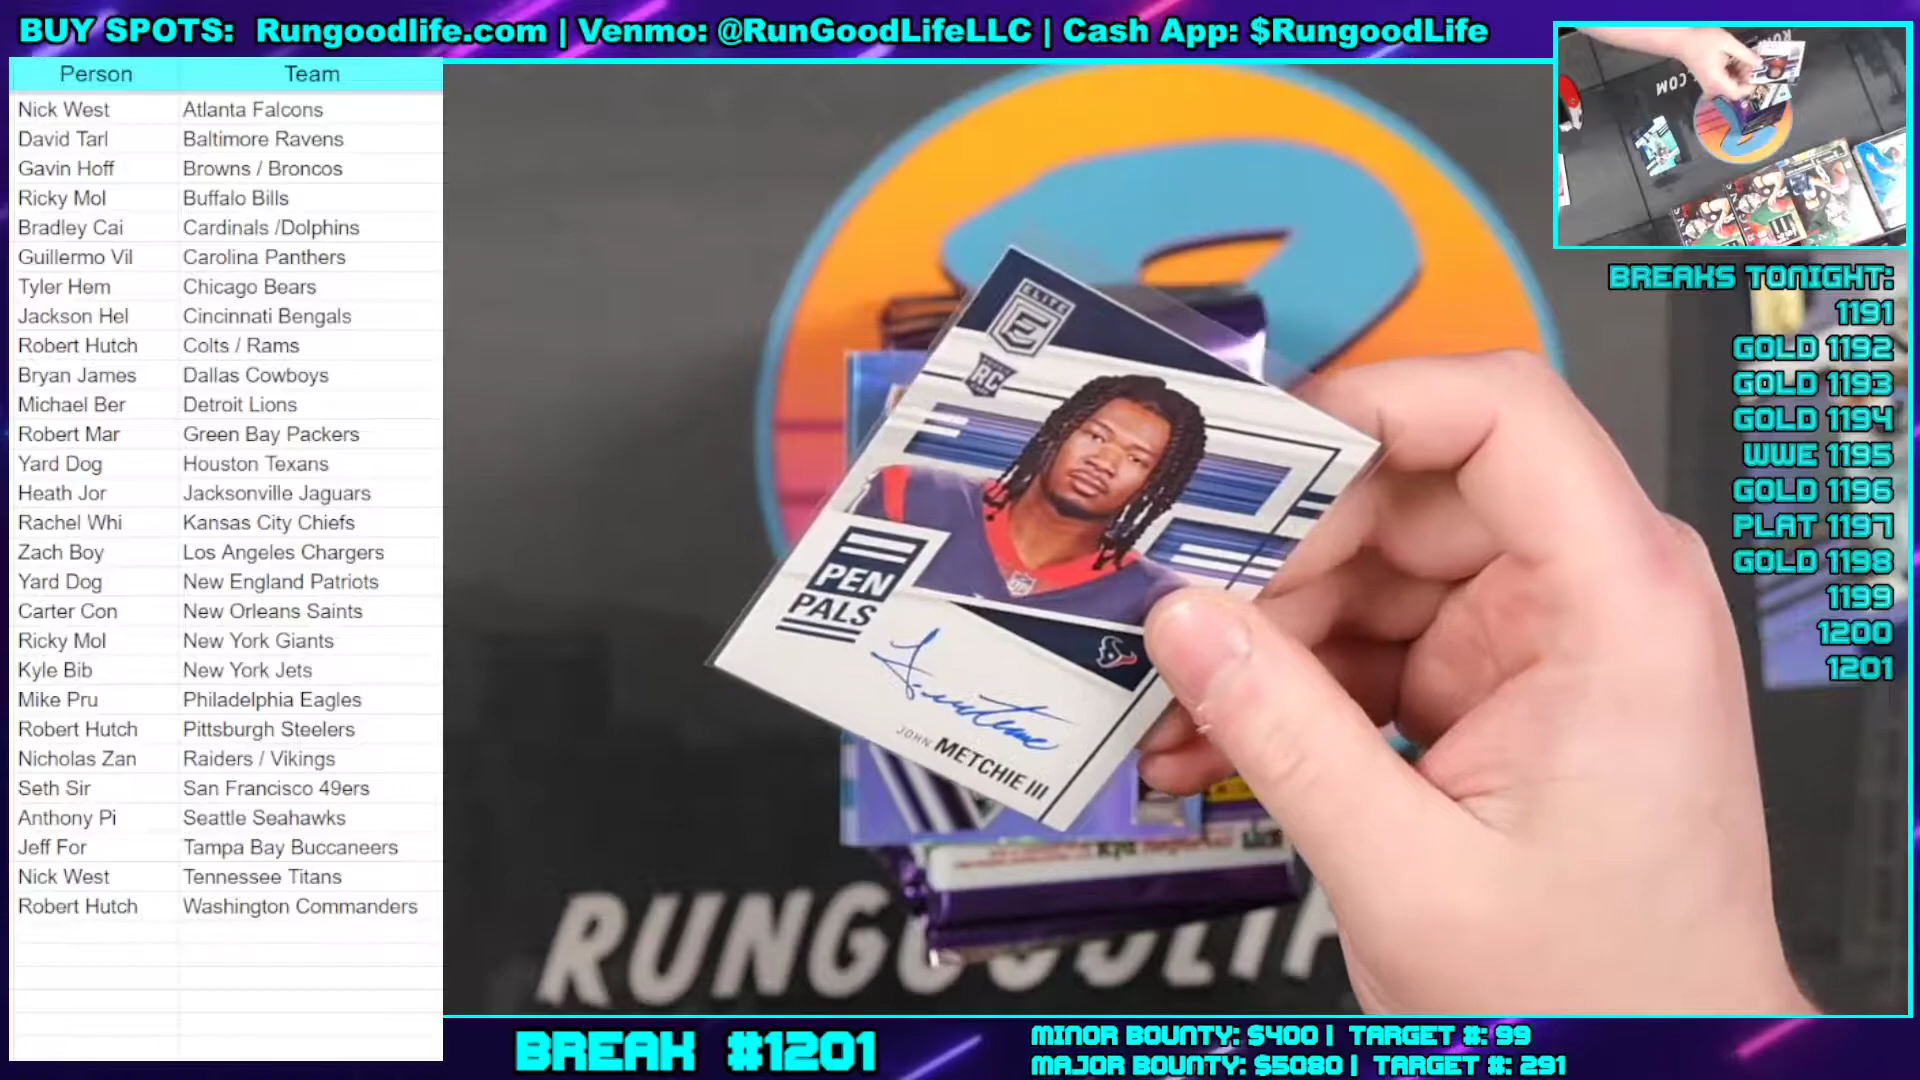 BUY SPOTS: Rungoodlife.com | Venmo: @RunGoodLifeLLC | Cash App: $RungoodLife
Person Team
Nick West Atlanta Falcons
David Tarl Baltimore Ravens
Gavin Hoff Browns / Broncos
Ricky Mol Buffalo Bills
Bradley Cai Cardinals /Dolphins
Guillermo Vil Carolina Panthers
Tyler Hem Chicago Bears
Jackson Hel Cincinnati Bengals
Robert Hutch Colts / Rams
Bryan James Dallas Cowboys
Michael Ber Detroit Lions
Robert Mar Green Bay Packers
Yard Dog Houston Texans
Heath Jor Jacksonville Jaguars
Rachel Whi Kansas City Chiefs
Zach Boy Los Angeles Chargers
Yard Dog New England Patriots
Carter Con New Orleans Saints
Ricky Mol New York Giants
Kyle Bib New York Jets
Mike Pru Philadelphia Eagles
Robert Hutch Pittsburgh Steelers
Nicholas Zan Raiders / Vikings
Seth Sir San Francisco 49ers
Anthony Pi Seattle Seahawks
Jeff For Tampa Bay Buccaneers
Nick West Tennessee Titans
Robert Hutch Washington Commanders
ELITE
E
RC
PEN
PALS
JOHN METCHIE III
RUNGOODLIF
.COM
BREAKS TONIGHT:
1191
GOLD 1192
GOLD 1193
GOLD 1194
WWE 1195
GOLD 1196
PLAT 1197
GOLD 1198
1199
1200
1201
BREAK #1201
MINOR BOUNTY: $400 | TARGET #: 99
MAJOR BOUNTY: $5080 | TARGET #: 291